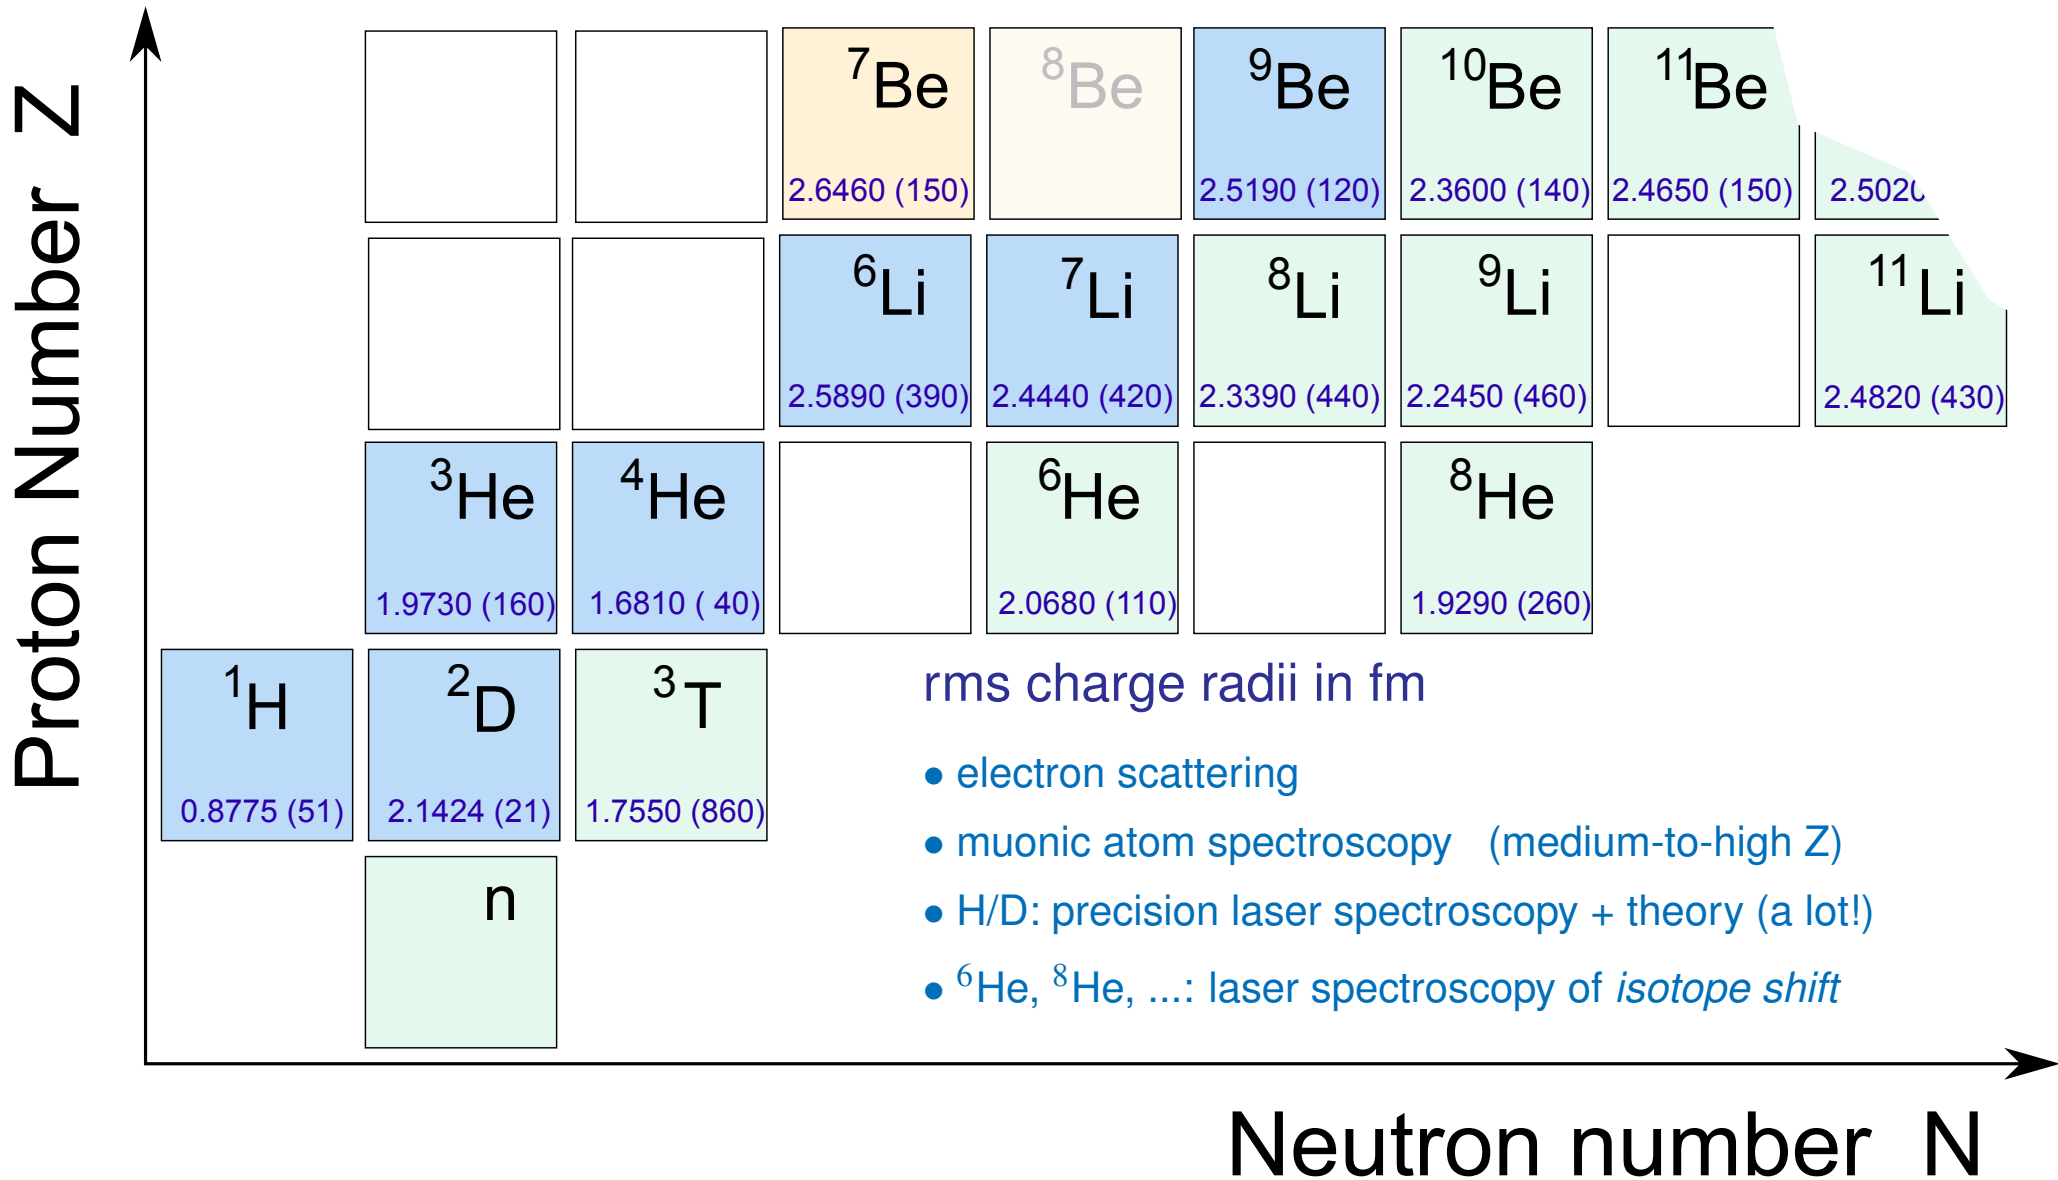 Proton Number Z
⁷Be
⁸Be
⁹Be
¹⁰Be
¹¹Be
2.6460 (150)
2.5190 (120)
2.3600 (140)
2.4650 (150)
2.5020
⁶Li
⁷Li
⁸Li
⁹Li
¹¹Li
2.5890 (390)
2.4440 (420)
2.3390 (440)
2.2450 (460)
2.4820 (430)
³He
⁴He
⁶He
⁸He
1.9730 (160)
1.6810 ( 40)
2.0680 (110)
1.9290 (260)
¹H
²D
³T
0.8775 (51)
2.1424 (21)
1.7550 (860)
n
rms charge radii in fm
• electron scattering
• muonic atom spectroscopy (medium-to-high Z)
• H/D: precision laser spectroscopy + theory (a lot!)
• ⁶He, ⁸He, ...: laser spectroscopy of isotope shift
Neutron number N